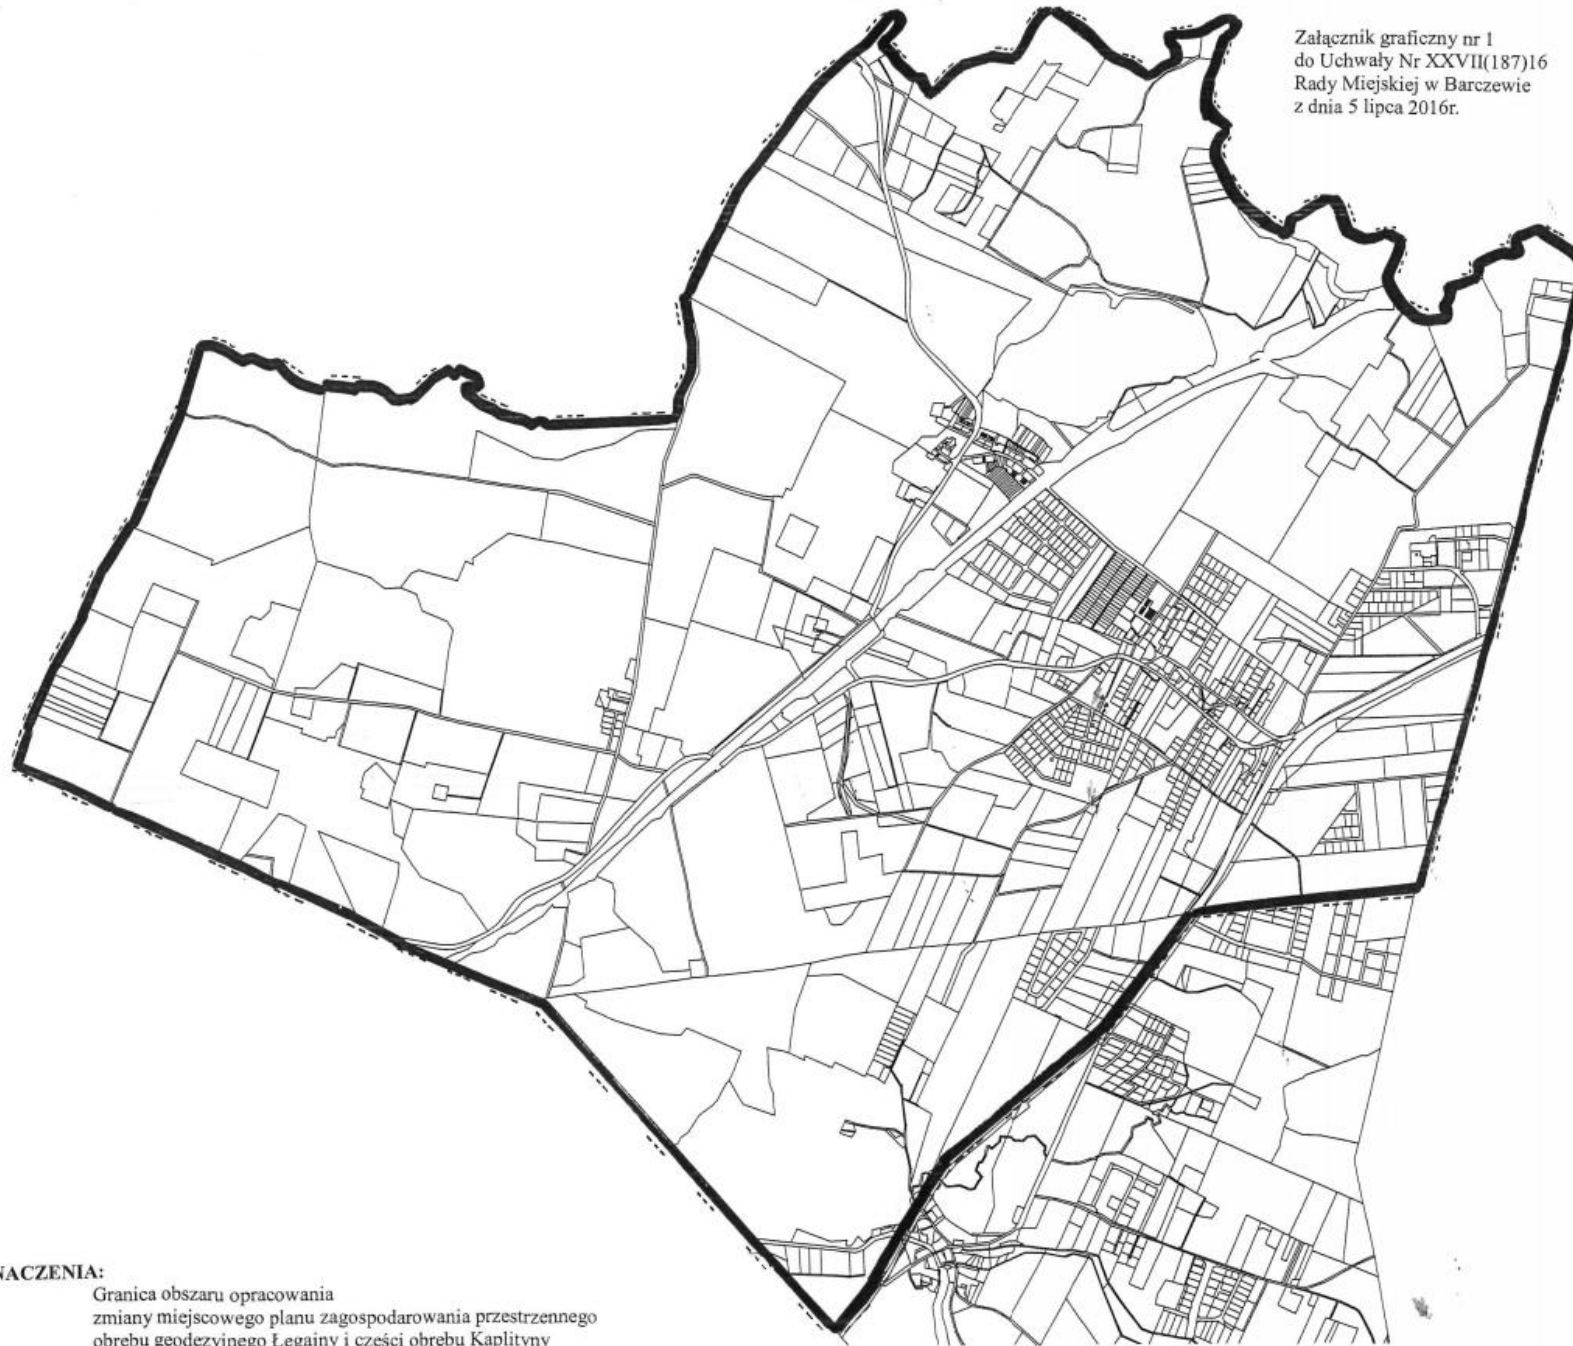 Załącznik graficzny nr 1
do Uchwały Nr XXVII(187)16
Rady Miejskiej w Barczewie
z dnia 5 lipca 2016r.
NACZENIA:
Granica obszaru opracowania
zmiany miejscowego planu zagospodarowania przestrzennego
obrębu geodezyjnego Łęgajny i części obrębu Kaplityny